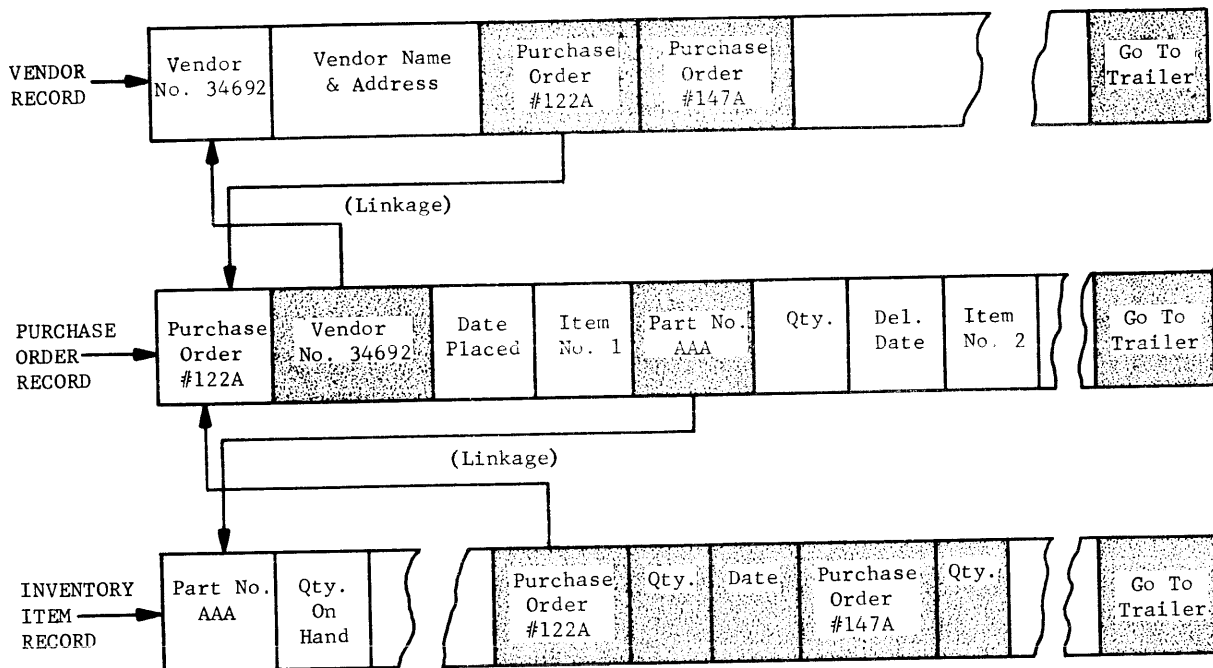 VENDOR
RECORD
Vendor
No. 34692
Vendor Name
& Address
Purchase
Order
#122A
Purchase
Order
#147A
Go To
Trailer
(Linkage)
PURCHASE
ORDER
RECORD
Purchase
Order
#122A
Vendor
No. 34692
Date
Placed
Item
No. 1
Part No.
AAA
Qty.
Del.
Date
Item
No. 2
Go To
Trailer
(Linkage)
INVENTORY
ITEM
RECORD
Part No.
AAA
Qty.
On
Hand
Purchase
Order
#122A
Qty.
Date
Purchase
Order
#147A
Qty.
Go To
Trailer